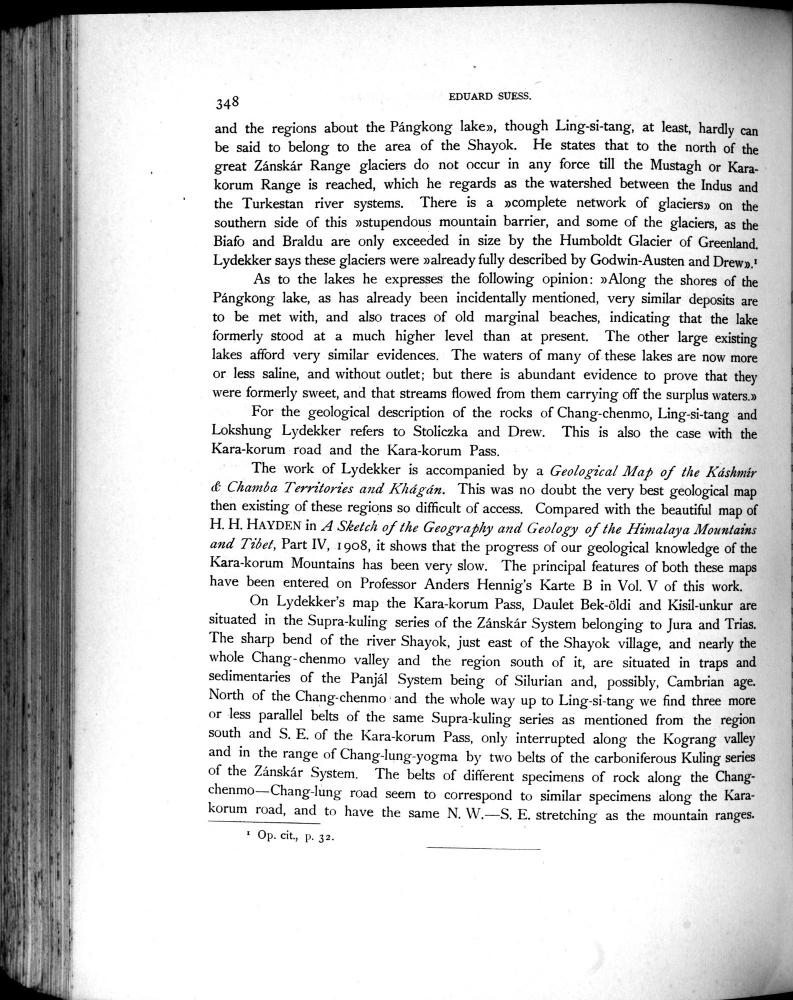 348
EDUARD SUESS.
and the regions about the Pángkong lake», though Ling-si-tang, at least, hardly can
be said to belong to the area of the Shayok. He states that to the north of the
great Zánskár Range glaciers do not occur in any force till the Mustagh or Kara-
korum Range is reached, which he regards as the watershed between the Indus and
the Turkestan river systems. There is a »complete network of glaciers» on the
southern side of this »stupendous mountain barrier, and some of the glaciers, as the
Biafo and Braldu are only exceeded in size by the Humboldt Glacier of Greenland.
Lydekker says these glaciers were »already fully described by Godwin-Austen and Drew».¹
As to the lakes he expresses the following opinion: »Along the shores of the
Pángkong lake, as has already been incidentally mentioned, very similar deposits are
to be met with, and also traces of old marginal beaches, indicating that the lake
formerly stood at a much higher level than at present. The other large existing
lakes afford very similar evidences. The waters of many of these lakes are now more
or less saline, and without outlet; but there is abundant evidence to prove that they
were formerly sweet, and that streams flowed from them carrying off the surplus waters.»
For the geological description of the rocks of Chang-chenmo, Ling-si-tang and
Lokshung Lydekker refers to Stoliczka and Drew. This is also the case with the
Kara-korum road and the Kara-korum Pass.
The work of Lydekker is accompanied by a Geological Map of the Káshmír
& Chamba Territories and Khágán. This was no doubt the very best geological map
then existing of these regions so difficult of access. Compared with the beautiful map of
H. H. HAYDEN in A Sketch of the Geography and Geology of the Himalaya Mountains
and Tibet, Part IV, 1908, it shows that the progress of our geological knowledge of the
Kara-korum Mountains has been very slow. The principal features of both these maps
have been entered on Professor Anders Hennig's Karte B in Vol. V of this work.
On Lydekker's map the Kara-korum Pass, Daulet Bek-öldi and Kisil-unkur are
situated in the Supra-kuling series of the Zánskár System belonging to Jura and Trias.
The sharp bend of the river Shayok, just east of the Shayok village, and nearly the
whole Chang-chenmo valley and the region south of it, are situated in traps and
sedimentaries of the Panjál System being of Silurian and, possibly, Cambrian age.
North of the Chang-chenmo and the whole way up to Ling-si-tang we find three more
or less parallel belts of the same Supra-kuling series as mentioned from the region
south and S. E. of the Kara-korum Pass, only interrupted along the Kograng valley
and in the range of Chang-lung-yogma by two belts of the carboniferous Kuling series
of the Zánskár System. The belts of different specimens of rock along the Chang-
chenmo—Chang-lung road seem to correspond to similar specimens along the Kara-
korum road, and to have the same N. W.—S. E. stretching as the mountain ranges.
¹ Op. cit., p. 32.